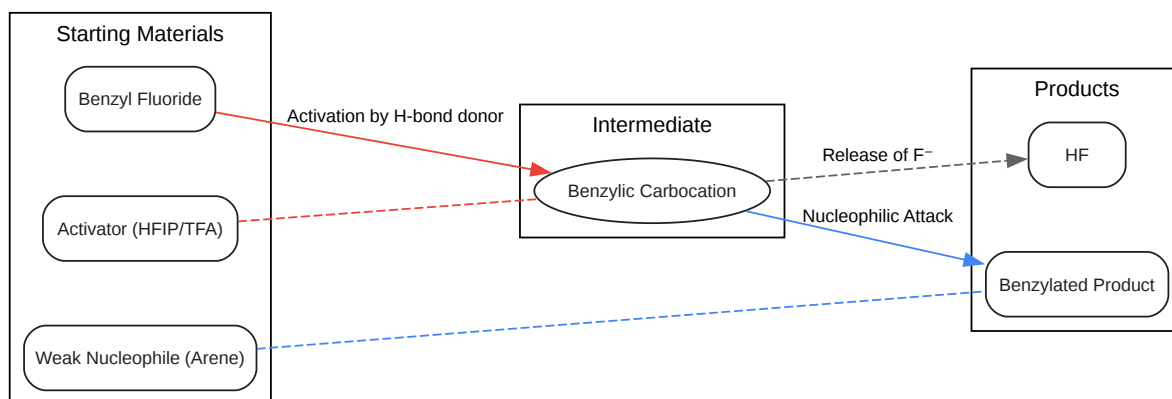 Starting Materials
Benzyl Fluoride
Activator (HFIP/TFA)
Weak Nucleophile (Arene)
Activation by H-bond donor
Intermediate
Benzylic Carbocation
Release of F⁻
Nucleophilic Attack
Products
HF
Benzylated Product